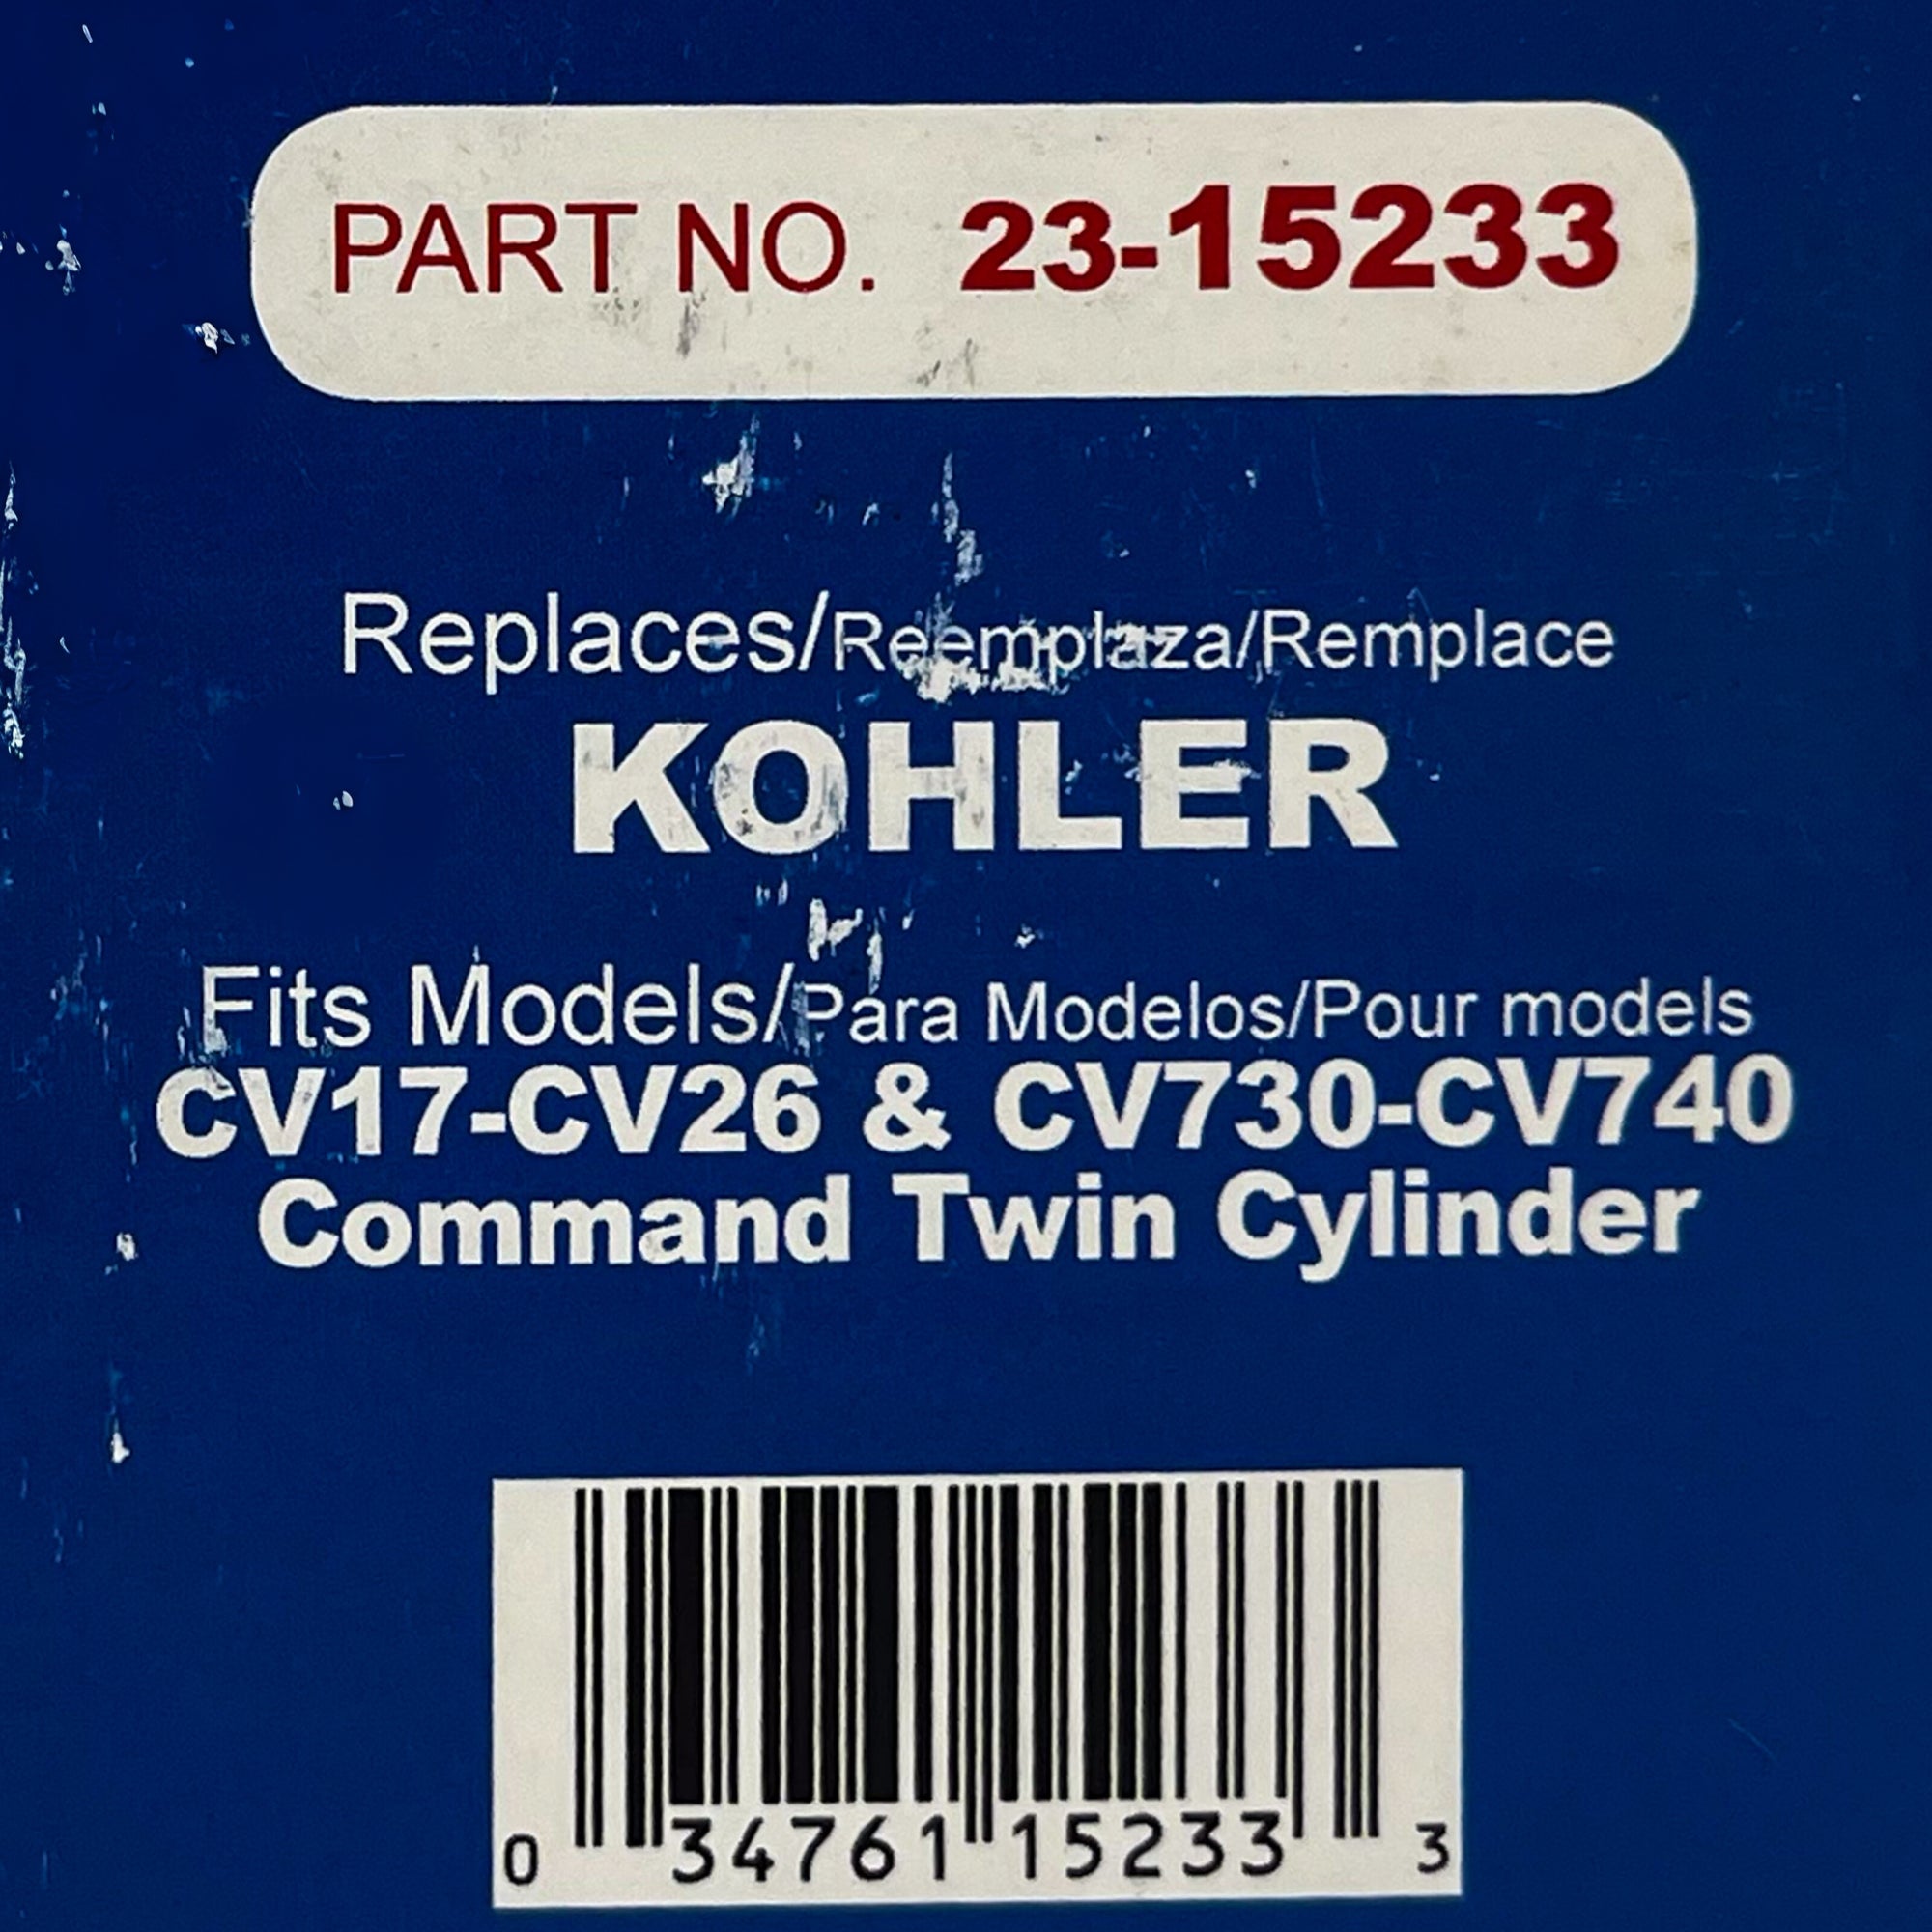 PART NO. 23-15233
Replaces/Reemplaza/Remplace
KOHLER
Fits Models/Para Modelos/Pour models
CV17-CV26 & CV730-CV740
Command Twin Cylinder
0 34761 15233 3